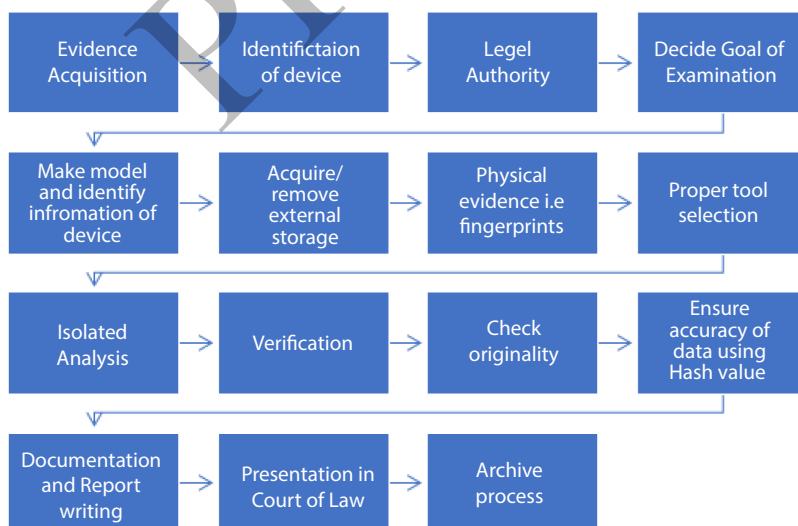 Evidence
Acquisition
Identifictaion
of device
Legel
Authority
Decide Goal of
Examination
Make model
and identify
infromation of
device
Acquire/
remove
external
storage
Physical
evidence i.e
fingerprints
Proper tool
selection
Isolated
Analysis
Verification
Check
originality
Ensure
accuracy of
data using
Hash value
Documentation
and Report
writing
Presentation in
Court of Law
Archive
process